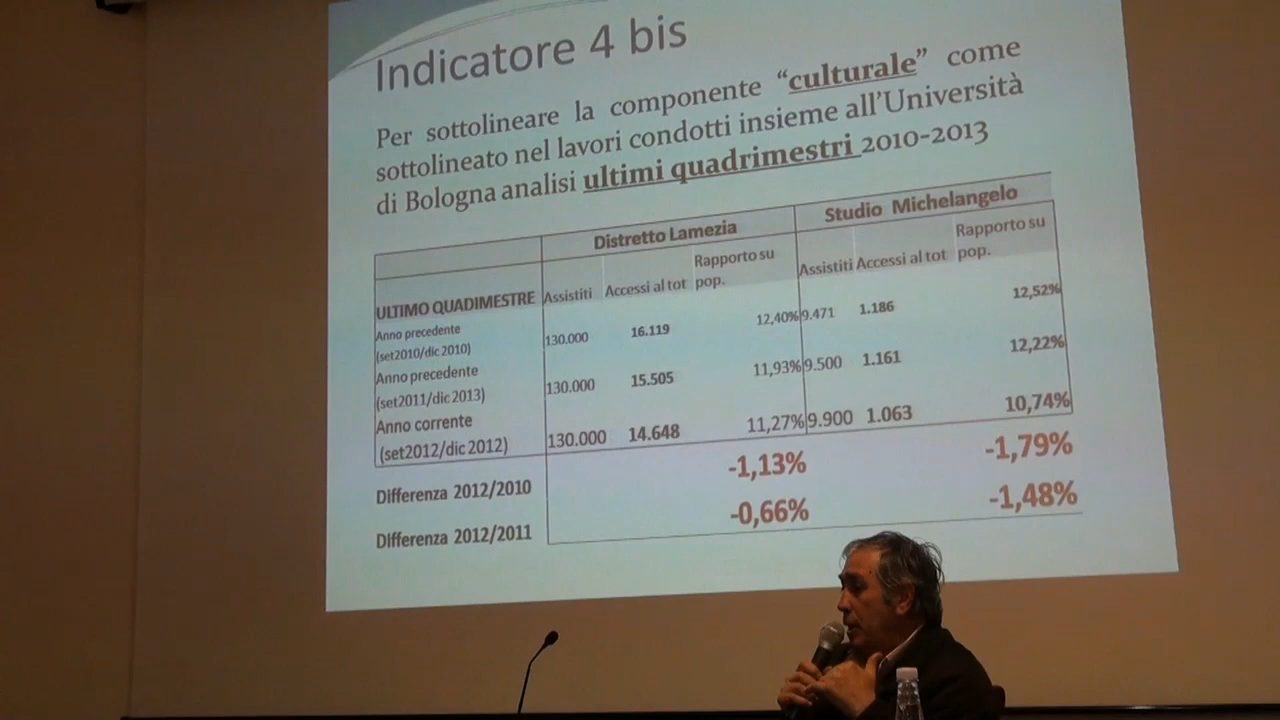 Indicatore 4 bis
Per sottolineare la componente “culturale” come
sottolineato nel lavori condotti insieme all’Università
di Bologna analisi ultimi quadrimestri 2010-2013
Distretto Lamezia Studio Michelangelo
ULTIMO QUADIMESTRE Assistiti Accessi al tot Rapporto su pop. Assistiti Accessi al tot Rapporto su pop.
Anno precedente (set2010/dic 2010) 130.000 16.119 12,40% 9.471 1.186 12,52%
Anno precedente (set2011/dic 2013) 130.000 15.505 11,93% 9.500 1.161 12,22%
Anno corrente (set2012/dic 2012) 130.000 14.648 11,27% 9.900 1.063 10,74%
Differenza 2012/2010 -1,13% -1,79%
Differenza 2012/2011 -0,66% -1,48%